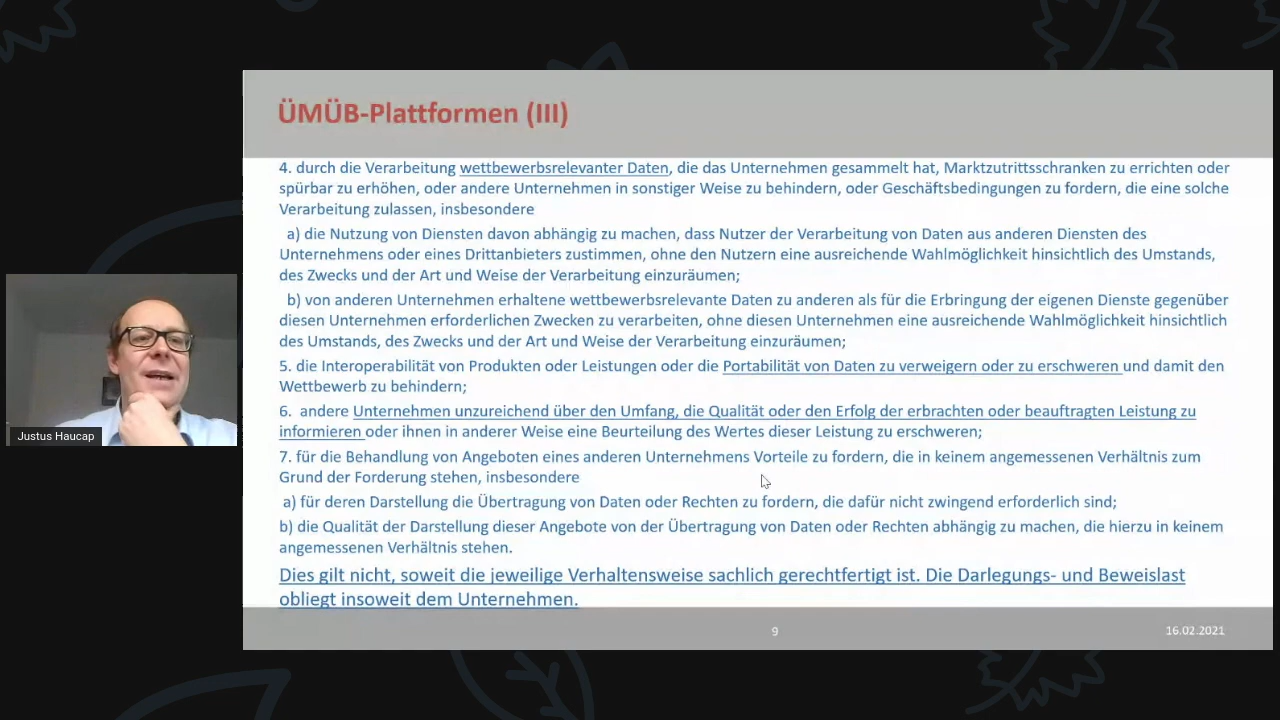 ÜMÜB-Plattformen (III)
4. durch die Verarbeitung wettbewerbsrelevanter Daten, die das Unternehmen gesammelt hat, Marktzutrittsschranken zu errichten oder
spürbar zu erhöhen, oder andere Unternehmen in sonstiger Weise zu behindern, oder Geschäftsbedingungen zu fordern, die eine solche
Verarbeitung zulassen, insbesondere
a) die Nutzung von Diensten davon abhängig zu machen, dass Nutzer der Verarbeitung von Daten aus anderen Diensten des
Unternehmens oder eines Drittanbieters zustimmen, ohne den Nutzern eine ausreichende Wahlmöglichkeit hinsichtlich des Umstands,
des Zwecks und der Art und Weise der Verarbeitung einzuräumen;
b) von anderen Unternehmen erhaltene wettbewerbsrelevante Daten zu anderen als für die Erbringung der eigenen Dienste gegenüber
diesen Unternehmen erforderlichen Zwecken zu verarbeiten, ohne diesen Unternehmen eine ausreichende Wahlmöglichkeit hinsichtlich
des Umstands, des Zwecks und der Art und Weise der Verarbeitung einzuräumen;
5. die Interoperabilität von Produkten oder Leistungen oder die Portabilität von Daten zu verweigern oder zu erschweren und damit den
Wettbewerb zu behindern;
6. andere Unternehmen unzureichend über den Umfang, die Qualität oder den Erfolg der erbrachten oder beauftragten Leistung zu
informieren oder ihnen in anderer Weise eine Beurteilung des Wertes dieser Leistung zu erschweren;
7. für die Behandlung von Angeboten eines anderen Unternehmens Vorteile zu fordern, die in keinem angemessenen Verhältnis zum
Grund der Forderung stehen, insbesondere
a) für deren Darstellung die Übertragung von Daten oder Rechten zu fordern, die dafür nicht zwingend erforderlich sind;
b) die Qualität der Darstellung dieser Angebote von der Übertragung von Daten oder Rechten abhängig zu machen, die hierzu in keinem
angemessenen Verhältnis stehen.
Dies gilt nicht, soweit die jeweilige Verhaltensweise sachlich gerechtfertigt ist. Die Darlegungs- und Beweislast
obliegt insoweit dem Unternehmen.
9
16.02.2021
Justus Haucap